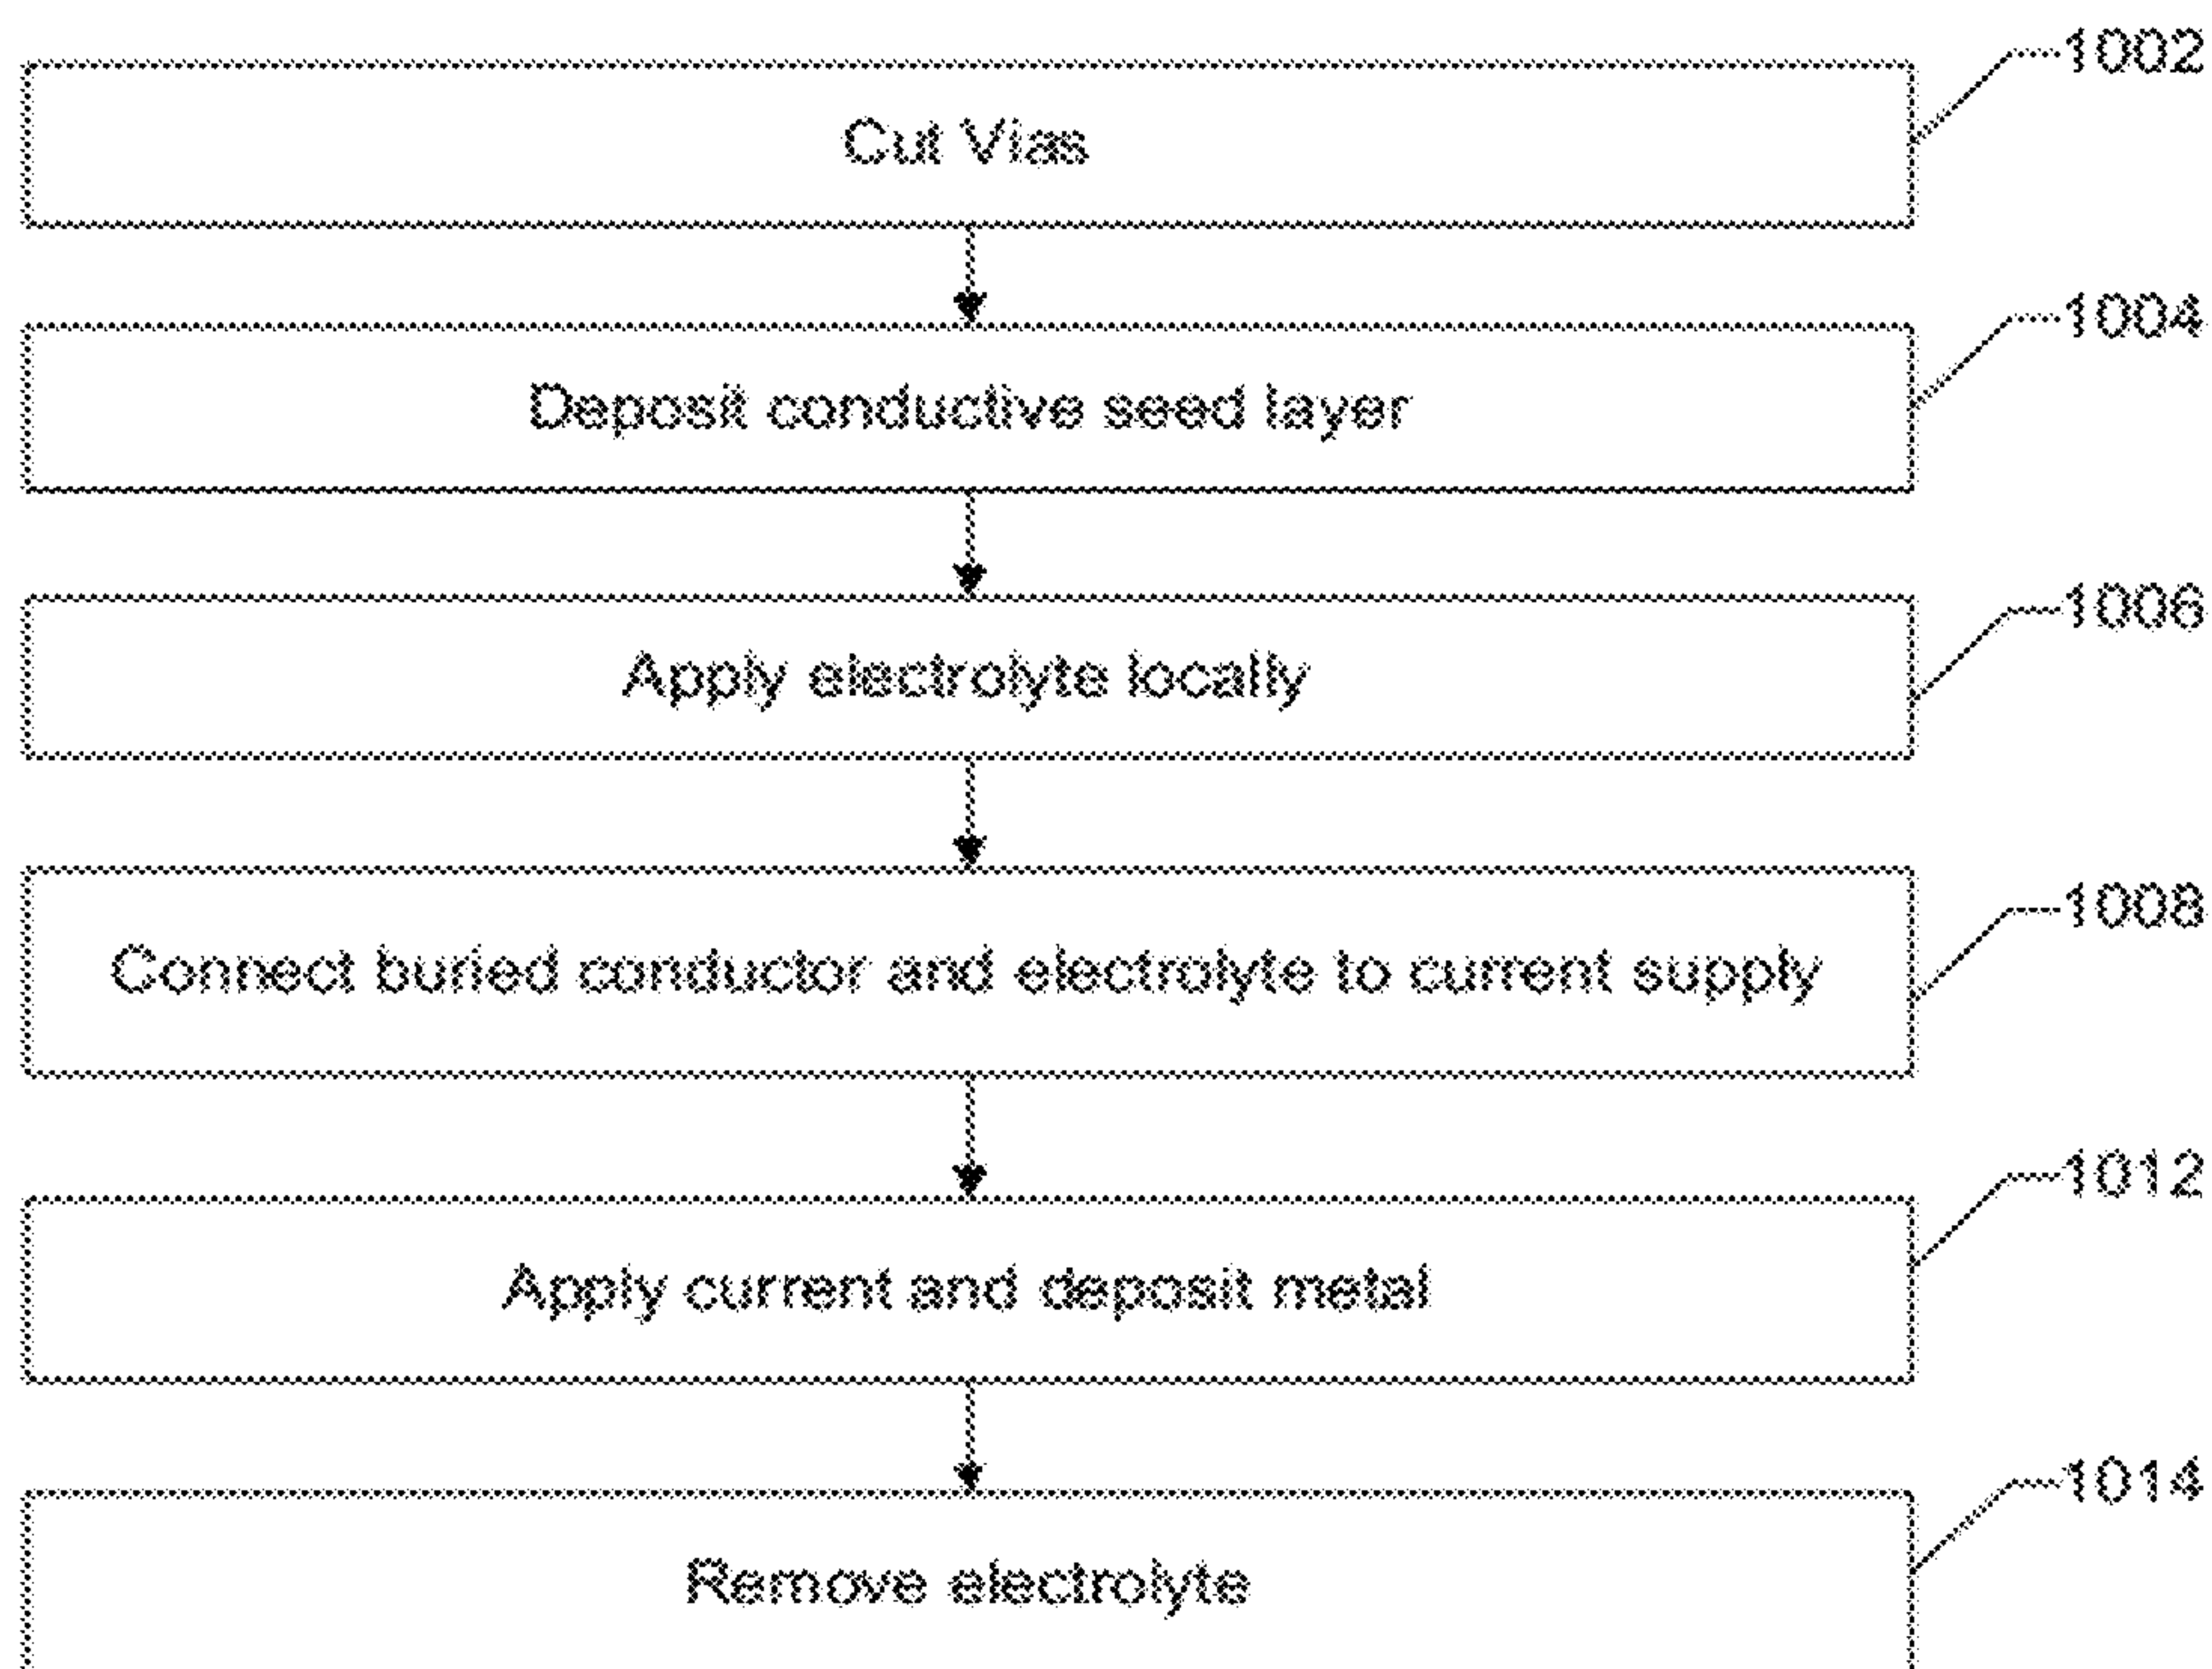 1002
Cut Vias
1004
Deposit conductive seed layer
1006
Apply electrolyte locally
1008
Connect buried conductor and electrolyte to current supply
1012
Apply current and deposit metal
1014
Remove electrolyte